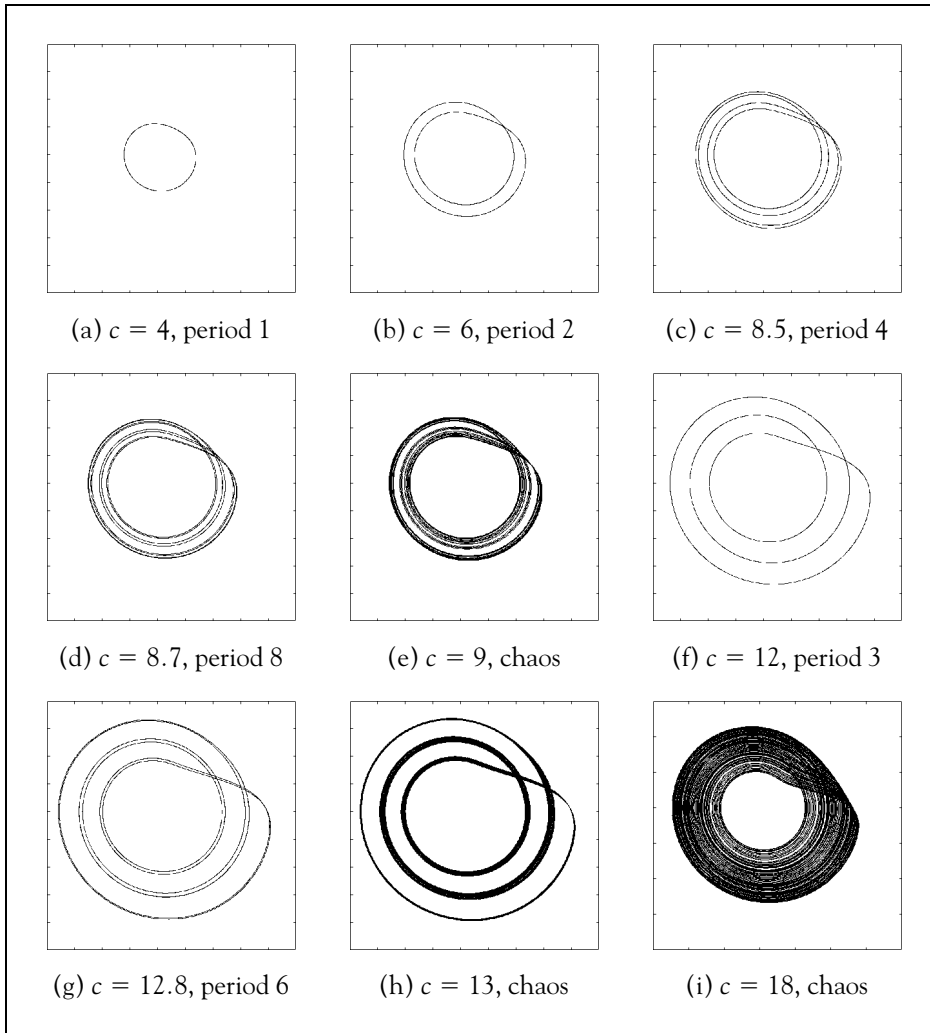 (a) c = 4, period 1
(b) c = 6, period 2
(c) c = 8.5, period 4
(d) c = 8.7, period 8
(e) c = 9, chaos
(f) c = 12, period 3
(g) c = 12.8, period 6
(h) c = 13, chaos
(i) c = 18, chaos